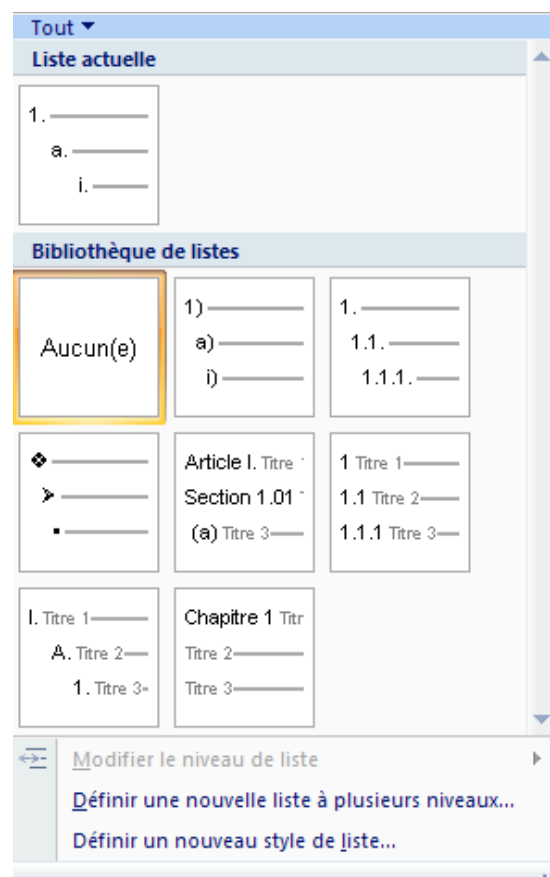 Tout
Liste actuelle
1.
a.
i.
Bibliothèque de listes
Aucun(e)
1)
a)
i)
1.
1.1.
1.1.1.
Article I. Titre
Section 1.01
(a) Titre 3
1 Titre 1
1.1 Titre 2
1.1.1 Titre 3
I. Titre 1
A. Titre 2
1. Titre 3
Chapitre 1 Titr
Titre 2
Titre 3
Modifier le niveau de liste
Définir une nouvelle liste à plusieurs niveaux...
Définir un nouveau style de liste...